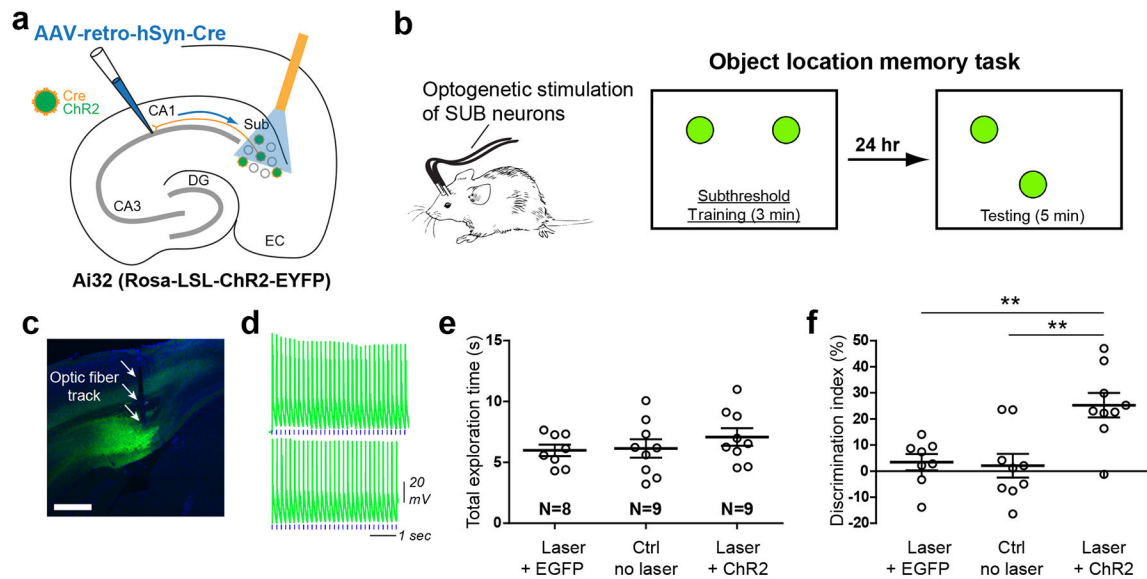 a
AAV-retro-hSyn-Cre
Cre
ChR2
CA1
Sub
DG
CA3
EC
Ai32 (Rosa-LSL-ChR2-EYFP)
b
Object location memory task
Optogenetic stimulation
of SUB neurons
24 hr
Subthreshold
Training (3 min)
Testing (5 min)
c
Optic fiber
track
d
20
mV
1 sec
e
Total exploration time (s)
15
10
5
0
N=8
N=9
N=9
Laser
+ EGFP
Ctrl
no laser
Laser
+ ChR2
f
**
**
Discrimination index (%)
50
40
30
20
10
0
-10
-20
Laser
+ EGFP
Ctrl
no laser
Laser
+ ChR2